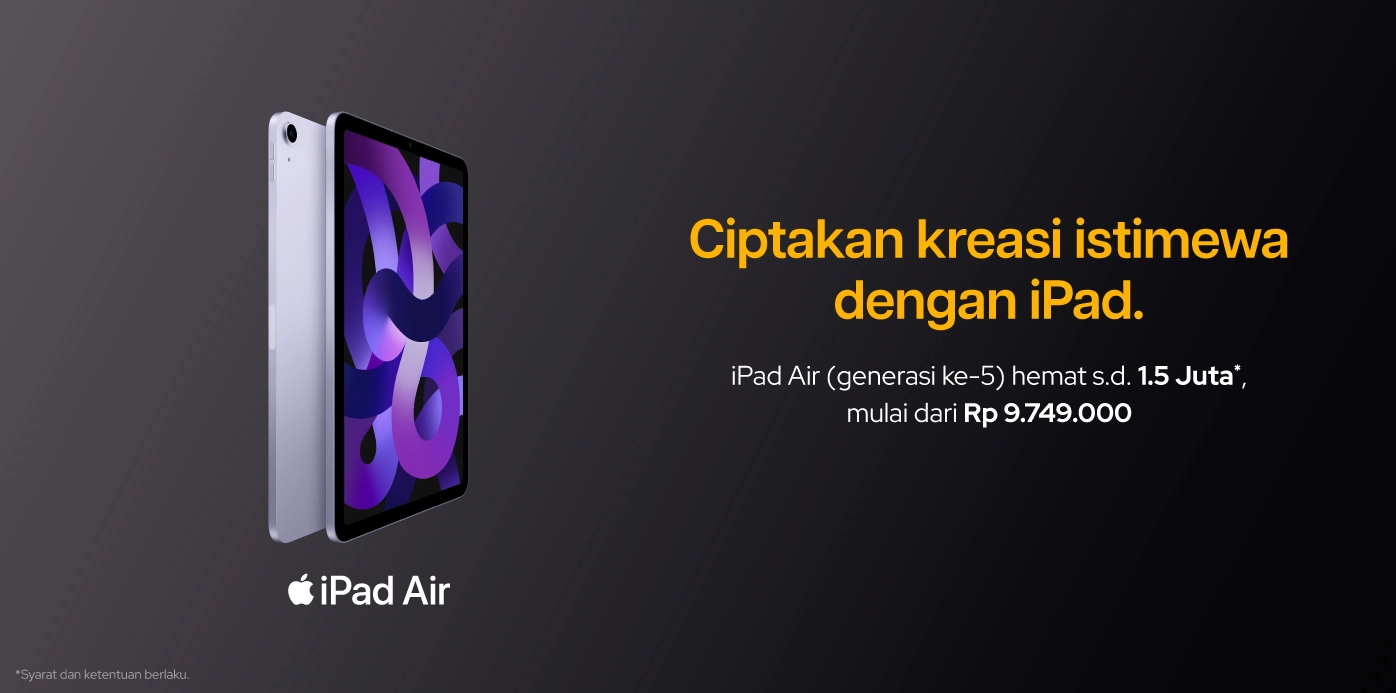 Ciptakan kreasi istimewa
dengan iPad.
iPad Air (generasi ke-5) hemat s.d. 1.5 Juta*,
mulai dari Rp 9.749.000
iPad Air
*Syarat dan ketentuan berlaku.